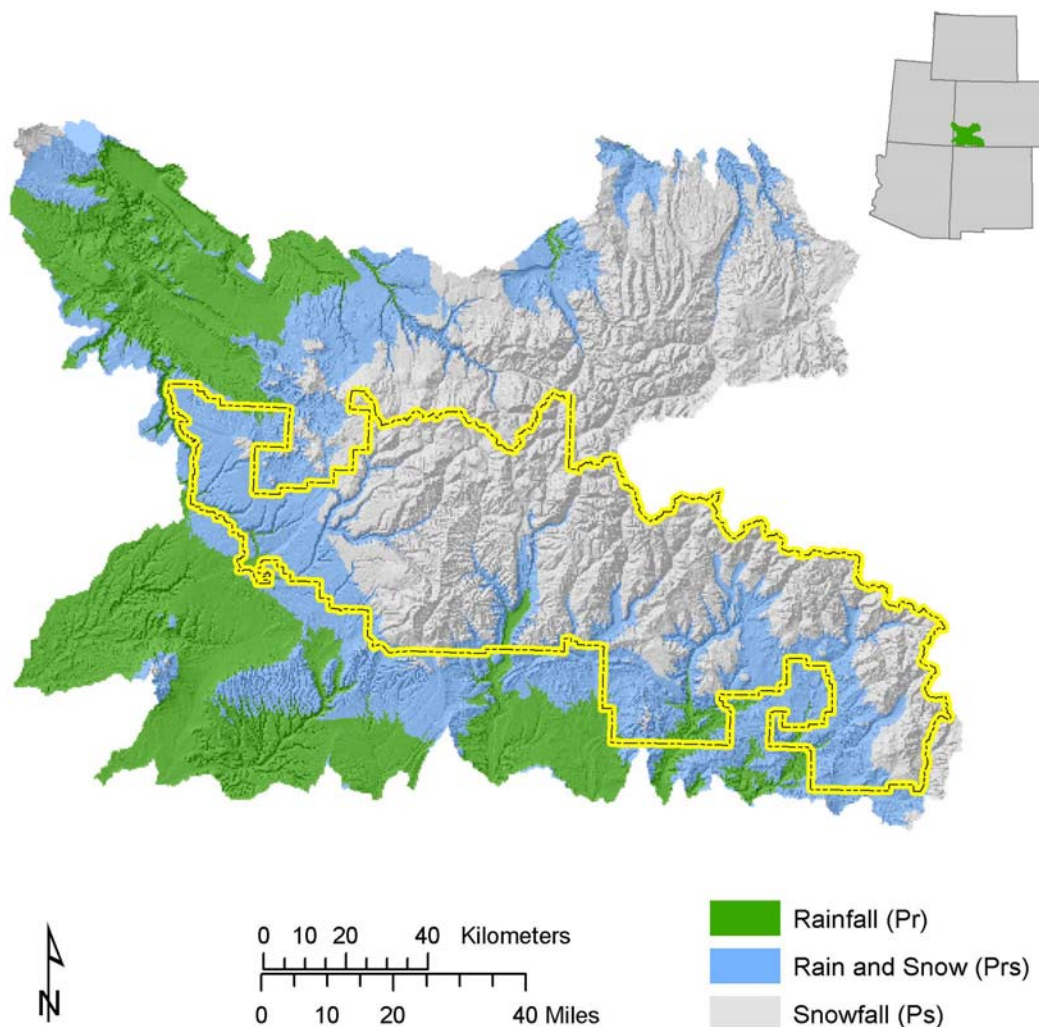 N
0 10 20 40 Kilometers
0 10 20 40 Miles
Rainfall (Pr)
Rain and Snow (Prs)
Snowfall (Ps)